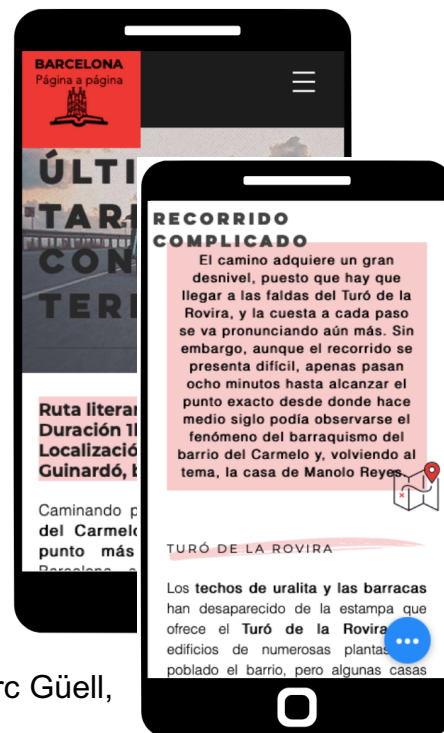 BARCELONA
Página a página
ÚLTI
TAR
CON
TER
Ruta litera
Duración 1
Localizació
Guinardó,
Caminando p
del Carmel
punto más
Barcelona
RECORRIDO
COMPLICADO
El camino adquiere un gran
desnivel, puesto que hay que
llegar a las faldas del Turó de la
Rovira, y la cuesta a cada paso
se va pronunciando aún más. Sin
embargo, aunque el recorrido se
presenta difícil, apenas pasan
ocho minutos hasta alcanzar el
punto exacto desde donde hace
medio siglo podía observarse el
fenómeno del barraquismo del
barrio del Carmelo y, volviendo al
tema, la casa de Manolo Reyes.
TURÓ DE LA ROVIRA
Los techos de uralita y las barracas
han desaparecido de la estampa que
ofrece el Turó de la Rovira
edificios de numerosas plantas
poblado el barrio, pero algunas casas
rc Güell,